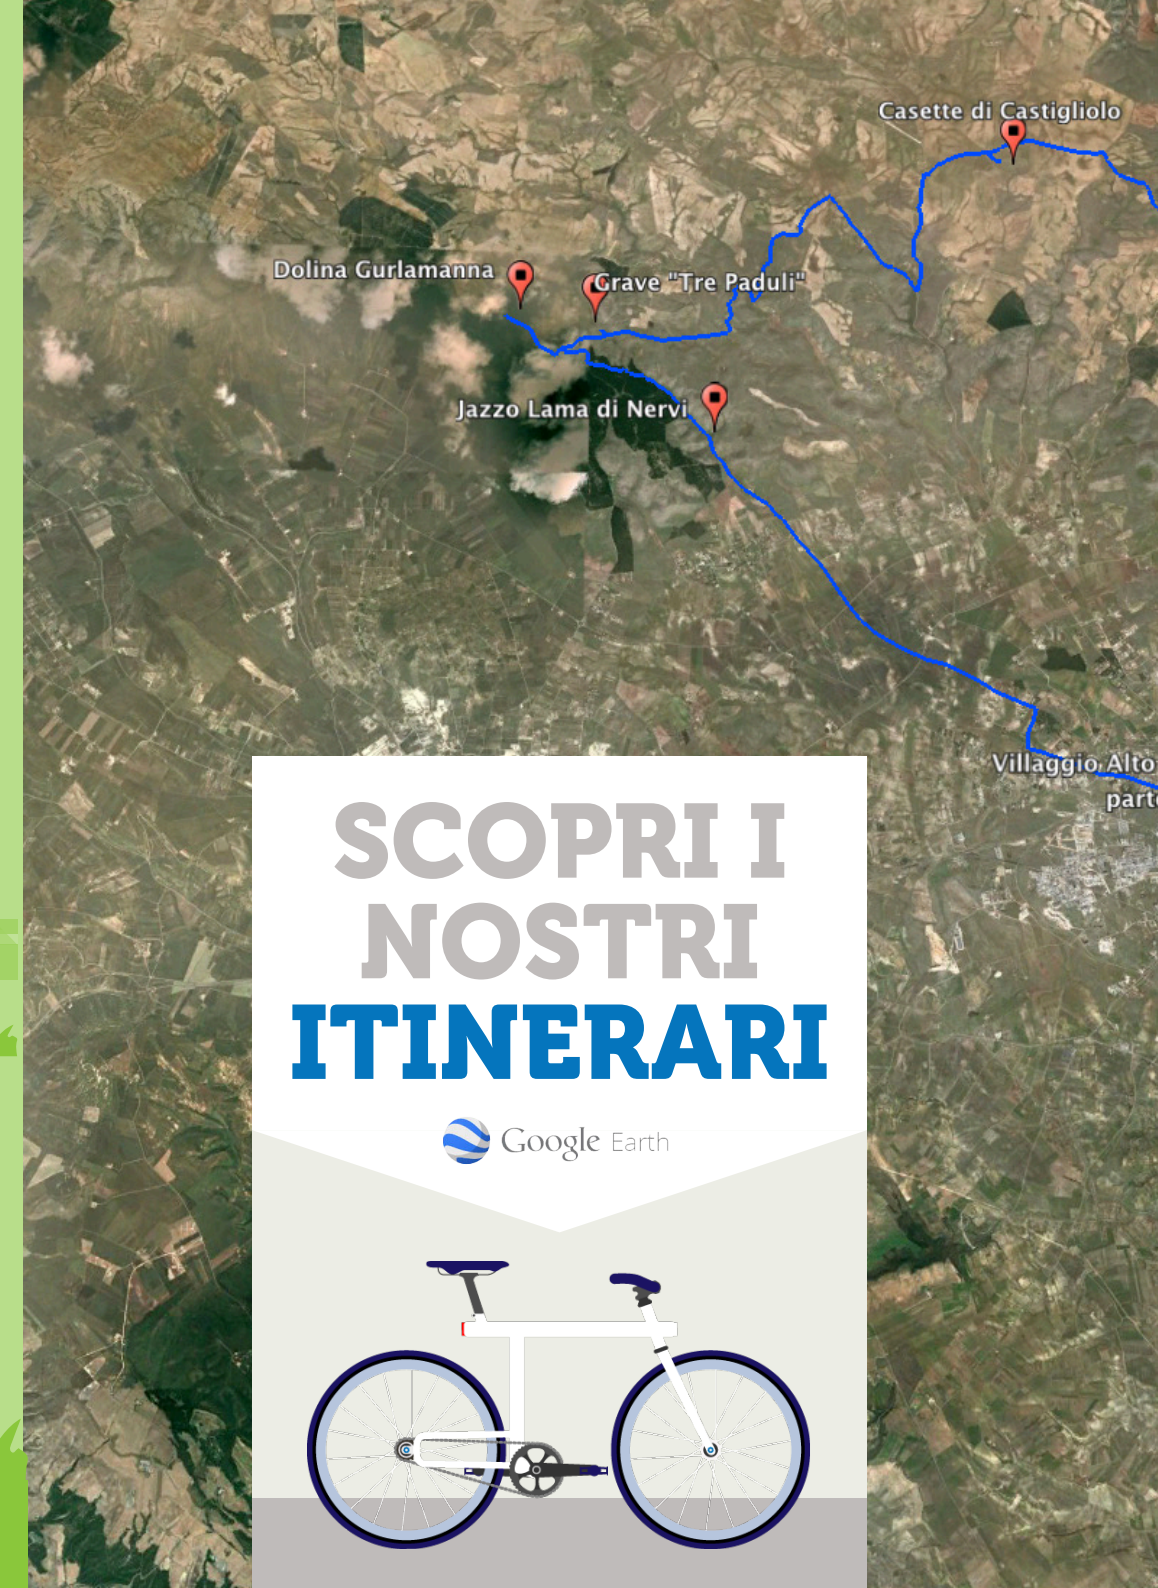 Casette di Castigliolo
Dolina Gurlamanna
Grave "Tre Paduli"
Jazzo Lama di Nervi
Villaggio Alto
part
SCOPRI I
NOSTRI
ITINERARI
Google Earth